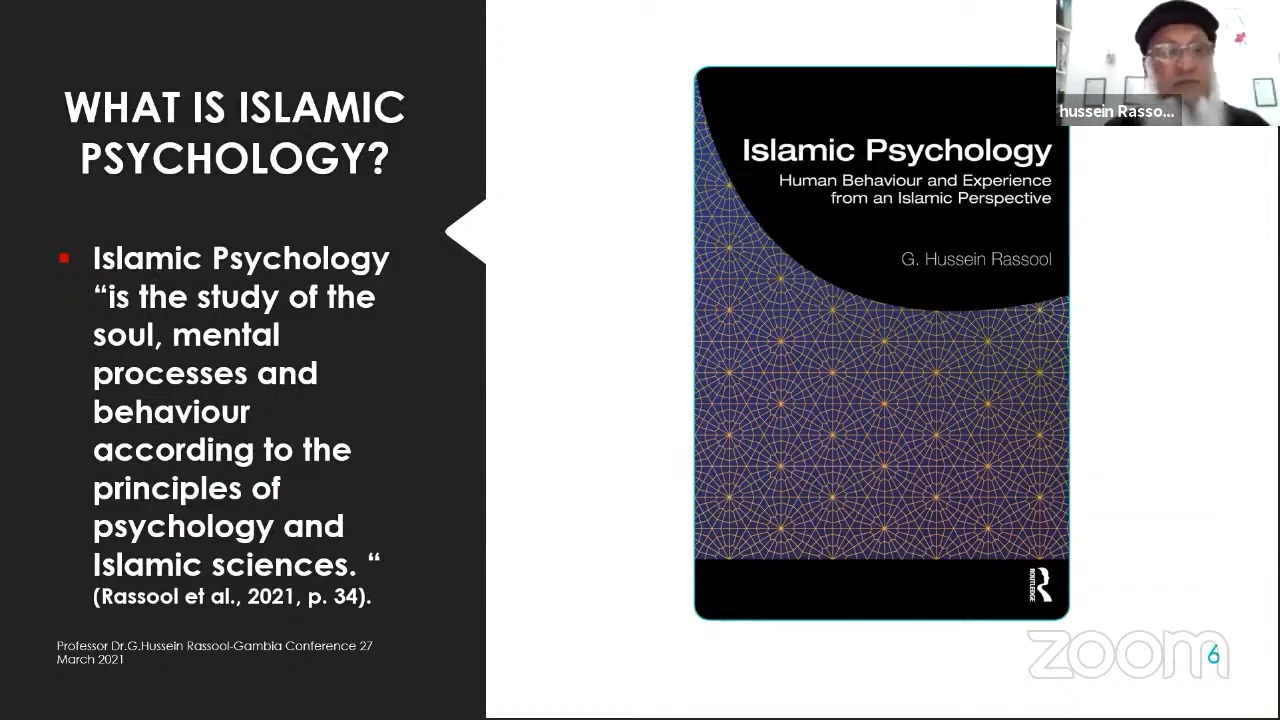 WHAT IS ISLAMIC
PSYCHOLOGY?
Islamic Psychology
“is the study of the
soul, mental
processes and
behaviour
according to the
principles of
psychology and
Islamic sciences. “
(Rassool et al., 2021, p. 34).
Professor Dr.G.Hussein Rassool-Gambia Conference 27
March 2021
Islamic Psychology
Human Behaviour and Experience
from an Islamic Perspective
G. Hussein Rassool
ROUTLEDGE
hussein Rasso...
zoom
6